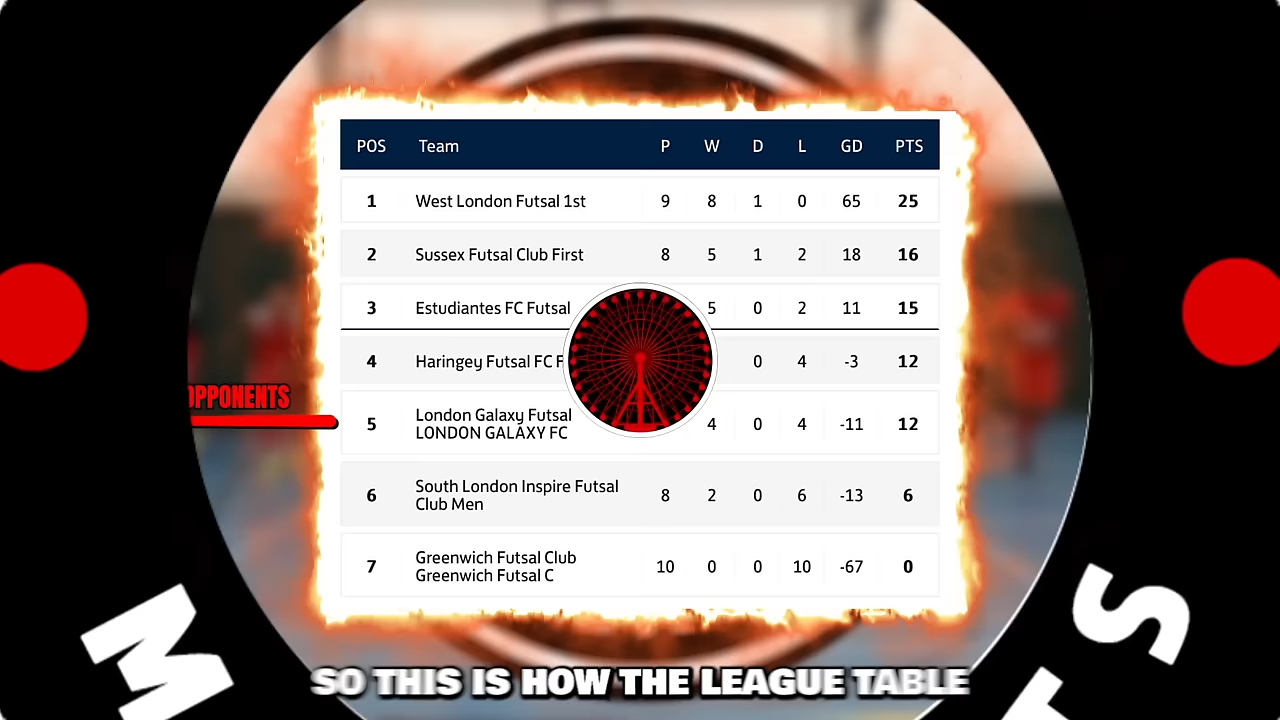 POS Team P W D L GD PTS
1 West London Futsal 1st 9 8 1 0 65 25
2 Sussex Futsal Club First 8 5 1 2 18 16
3 Estudiantes FC Futsal 5 0 2 11 15
4 Haringey Futsal FC 0 4 -3 12
OPPONENTS
5 London Galaxy Futsal
LONDON GALAXY FC 4 0 4 -11 12
6 South London Inspire Futsal
Club Men 8 2 0 6 -13 6
7 Greenwich Futsal Club
Greenwich Futsal C 10 0 0 10 -67 0
SO THIS IS HOW THE LEAGUE TABLE